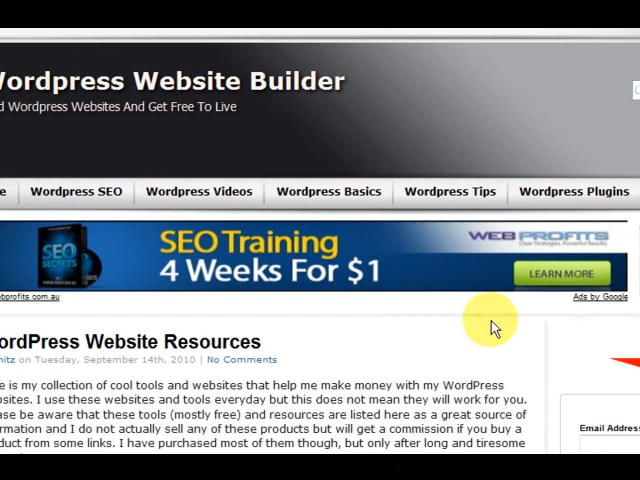 Wordpress Website Builder
d Wordpress Websites And Get Free To Live
e Wordpress SEO Wordpress Videos Wordpress Basics Wordpress Tips Wordpress Plugins
SEO SECRETS
SEO Training
4 Weeks For $1
WEB PROFITS
Clear Strategies. Powerful Results.
LEARN MORE
bprofits.com.au Ads by Google
ordPress Website Resources
nitz on Tuesday, September 14th, 2010 | No Comments
e is my collection of cool tools and websites that help me make money with my WordPress
bsites. I use these websites and tools everyday but this does not mean they will work for you.
ase be aware that these tools (mostly free) and resources are listed here as a great source of
rmation and I do not actually sell any of these products but will get a commission if you buy a
duct from some links. I have purchased most of them though, but only after long and tiresome
Email Address